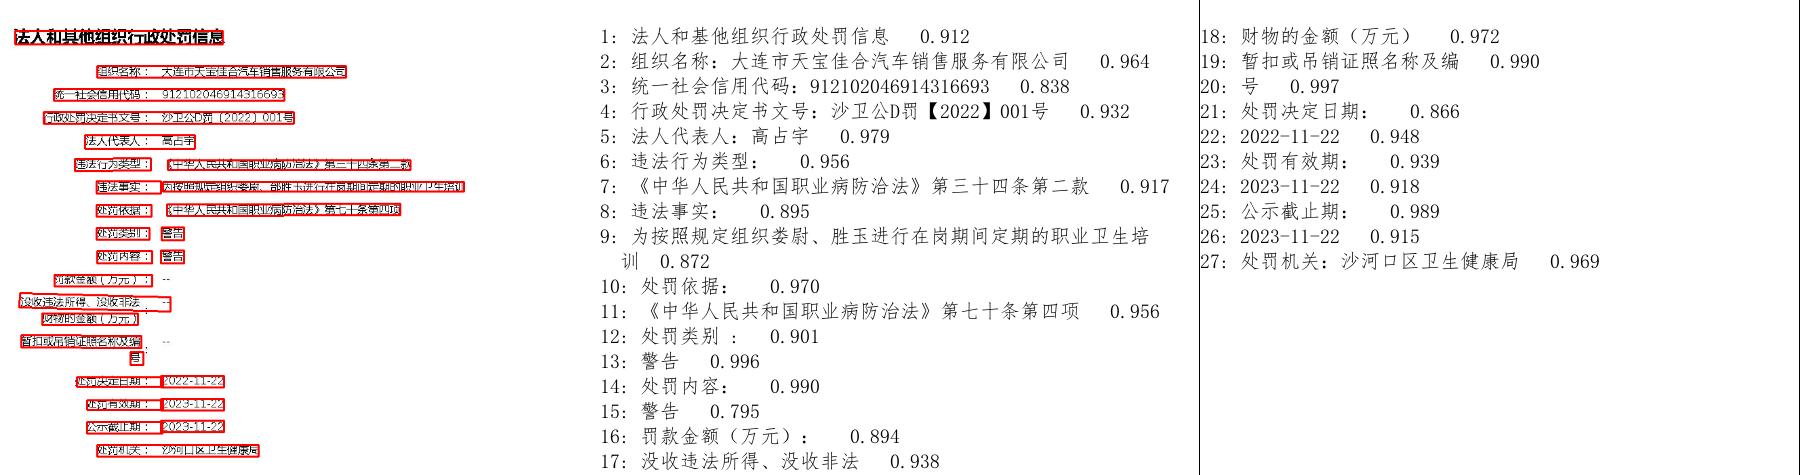 法人和其他组织行政处罚信息
组织名称： 大连市天宝佳合汽车销售服务有限公司
统一社会信用代码： 912102046914316693
行政处罚决定书文号： 沙卫公D罚〔2022〕001号
法人代表人： 高占宇
违法行为类型： 《中华人民共和国职业病防治法》第三十四条第二款
违法事实： 为按照规定组织娄尉、邵胜玉进行在岗期间定期的职业卫生培训
处罚依据： 《中华人民共和国职业病防治法》第七十条第四项
处罚类别： 警告
处罚内容： 警告
罚款金额（万元）： --
没收违法所得、没收非法 --
财物的金额（万元）：
暂扣或吊销证照名称及编 --
号：
处罚决定日期： 2022-11-22
处罚有效期： 2023-11-22
公示截止期： 2023-11-22
处罚机关： 沙河口区卫生健康局
1: 法人和基他组织行政处罚信息 0.912
2: 组织名称: 大连市天宝佳合汽车销售服务有限公司 0.964
3: 统一社会信用代码: 912102046914316693 0.838
4: 行政处罚决定书文号: 沙卫公D罚【2022】001号 0.932
5: 法人代表人: 高占宇 0.979
6: 违法行为类型: 0.956
7: 《中华人民共和国职业病防治法》第三十四条第二款 0.917
8: 违法事实: 0.895
9: 为按照规定组织娄尉、胜玉进行在岗期间定期的职业卫生培
训 0.872
10: 处罚依据: 0.970
11: 《中华人民共和国职业病防治法》第七十条第四项 0.956
12: 处罚类别 : 0.901
13: 警告 0.996
14: 处罚内容: 0.990
15: 警告 0.795
16: 罚款金额（万元）: 0.894
17: 没收违法所得、没收非法 0.938
18: 财物的金额（万元） 0.972
19: 暂扣或吊销证照名称及编 0.990
20: 号 0.997
21: 处罚决定日期: 0.866
22: 2022-11-22 0.948
23: 处罚有效期: 0.939
24: 2023-11-22 0.918
25: 公示截止期: 0.989
26: 2023-11-22 0.915
27: 处罚机关: 沙河口区卫生健康局 0.969